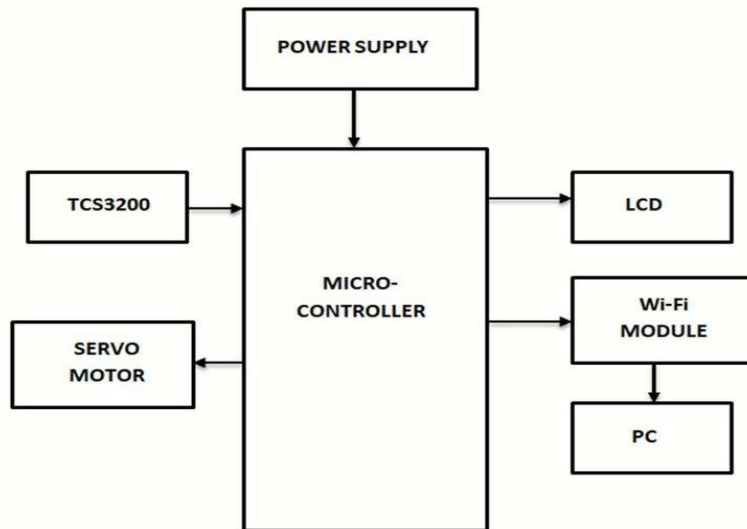 POWER SUPPLY
TCS3200
LCD
MICRO-
CONTROLLER
Wi-Fi
MODULE
SERVO
MOTOR
PC